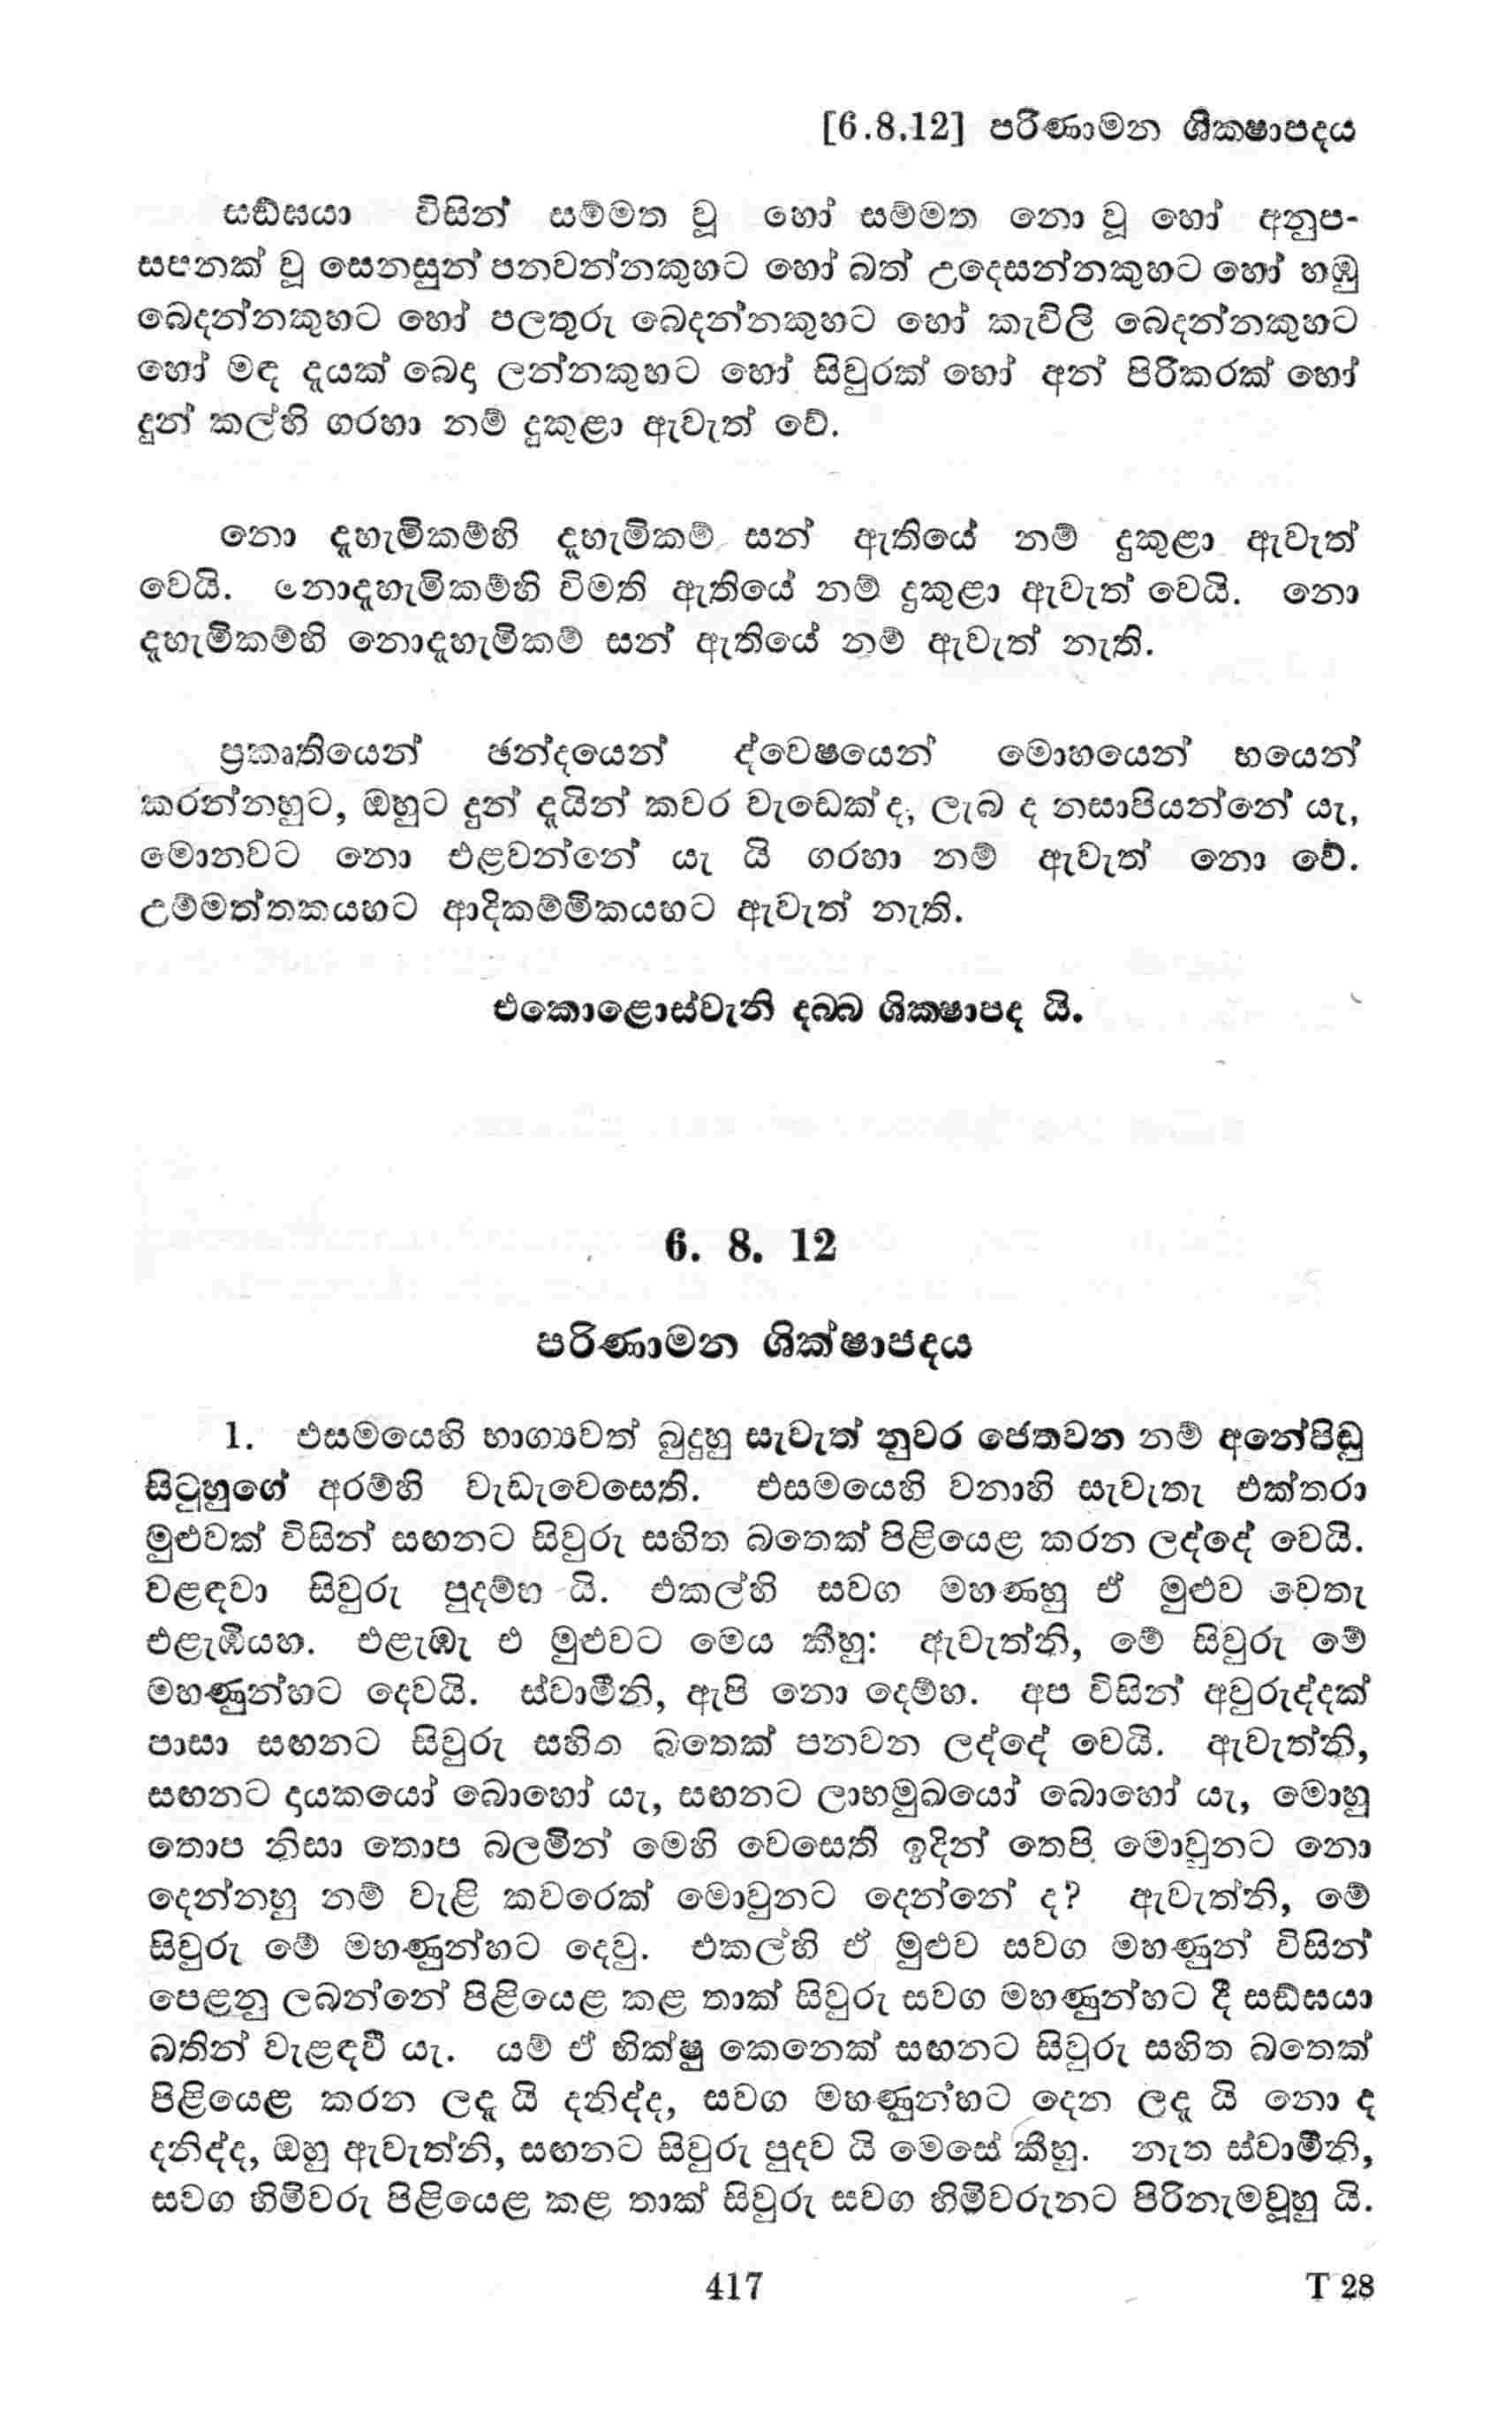 [6.8.12] පරිණාමන ශිකෂාපදය
සඞ්ඝයා විසින් සම්මත වූ හෝ සම්මත නො වූ හෝ අනුප-
සපනක් වූ සෙනසුන් පනවන්නකුහට හෝ බත් උදෙසන්නකුහට හෝ හඹු
බෙදන්නකුහට හෝ පලතුරු බෙදන්නකුහට හෝ කැවිලි බෙදන්නකුහට
හෝ මඳ දෑයක් බෙදා ලන්නකුහට හෝ සිවුරක් හෝ අන් පිරිකරක් හෝ
දුන් කල්හි ගරහා නම් දුකුළා ඇවැත් වේ.
නො දැහැමිකම්හි දැහැමිකම් සන් ඇතියේ නම් දුකුළා ඇවැත්
වෙයි. නොදැහැමිකම්හි විමති ඇතියේ නම් දුකුළා ඇවැත් වෙයි. නො
දැහැමිකම්හි නොදැහැමිකම් සන් ඇතියේ නම් ඇවැත් නැති.
ප්‍රකෘතියෙන් ඡන්දයෙන් ද්වෙෂයෙන් මොහයෙන් භයෙන්
කරන්නහුට, ඔහුට දුන් දැයින් කවර වැඩෙක් ද, ලැබ ද නසාපියන්නේ යැ,
මොනවට නො එළවන්නේ යැ යි ගරහා නම් ඇවැත් නො වේ.
උම්මත්තකයහට ආදිකම්මිකයහට ඇවැත් නැති.
එකොළොස්වැනි දබ්බ ශිකෂාපද යි.
6. 8. 12
පරිණාමන ශික්ෂාපදය
1. එසමයෙහි භාග්‍යවත් බුදුහු සැවැත් නුවර ජෙතවන නම් අනේපිඬු
සිටුහුගේ අරම්හි වැඩැවෙසෙති. එසමයෙහි වනාහි සැවැතැ එක්තරා
මුළුවක් විසින් සඟනට සිවුරු සහිත බතෙක් පිළියෙළ කරන ලද්දේ වෙයි.
වළඳවා සිවුරු පුදම්හ යි. එකල්හි සවග මහණහු ඒ මුළුව වෙතැ
එළැඹියහ. එළැඹැ එ මුළුවට මෙය කීහු: ඇවැත්නි, මේ සිවුරු මේ
මහණුන්හට දෙවයි. ස්වාමීනි, ඇපි නො දෙම්හ. අප විසින් අවුරුද්දක්
පාසා සඟනට සිවුරු සහිත බතෙක් පනවන ලද්දේ වෙයි. ඇවැත්නි,
සඟනට දායකයෝ බොහෝ යැ, සඟනට ලාභමුඛයෝ බොහෝ යැ, මොහු
තොප නිසා තොප බලමින් මෙහි වෙසෙති ඉදින් තෙපි මොවුනට නො
දෙන්නහු නම් වැළි කවරෙක් මොවුනට දෙන්නේ ද? ඇවැත්නි, මේ
සිවුරු මේ මහණුන්හට දෙවු. එකල්හි ඒ මුළුව සවග මහණුන් විසින්
පෙළනු ලබන්නේ පිළියෙළ කළ තාක් සිවුරු සවග මහණුන්හට දී සඞ්ඝයා
බතින් වැළඳවී යැ. යම් ඒ භික්ෂු කෙනෙක් සඟනට සිවුරු සහිත බතෙක්
පිළියෙළ කරන ලදැ යි දනිද්ද, සවග මහණුන්හට දෙන ලදැ යි නො ද
දනිද්ද, ඔහු ඇවැත්නි, සඟනට සිවුරු පුදව යි මෙසේ කීහු. නැත ස්වාමීනි,
සවග හිමිවරු පිළියෙළ කළ තාක් සිවුරු සවග හිමිවරුනට පිරිනැමවූහු යි.
417 T 28